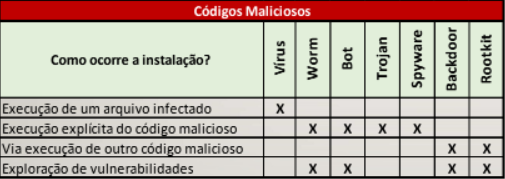 Códigos Maliciosos
Como ocorre a instalação? Vírus Worm Bot Trojan Spyware Backdoor Rootkit
Execução de um arquivo infectado X
Execução explícita do código malicioso X X X X
Via execução de outro código malicioso X X
Exploração de vulnerabilidades X X X X